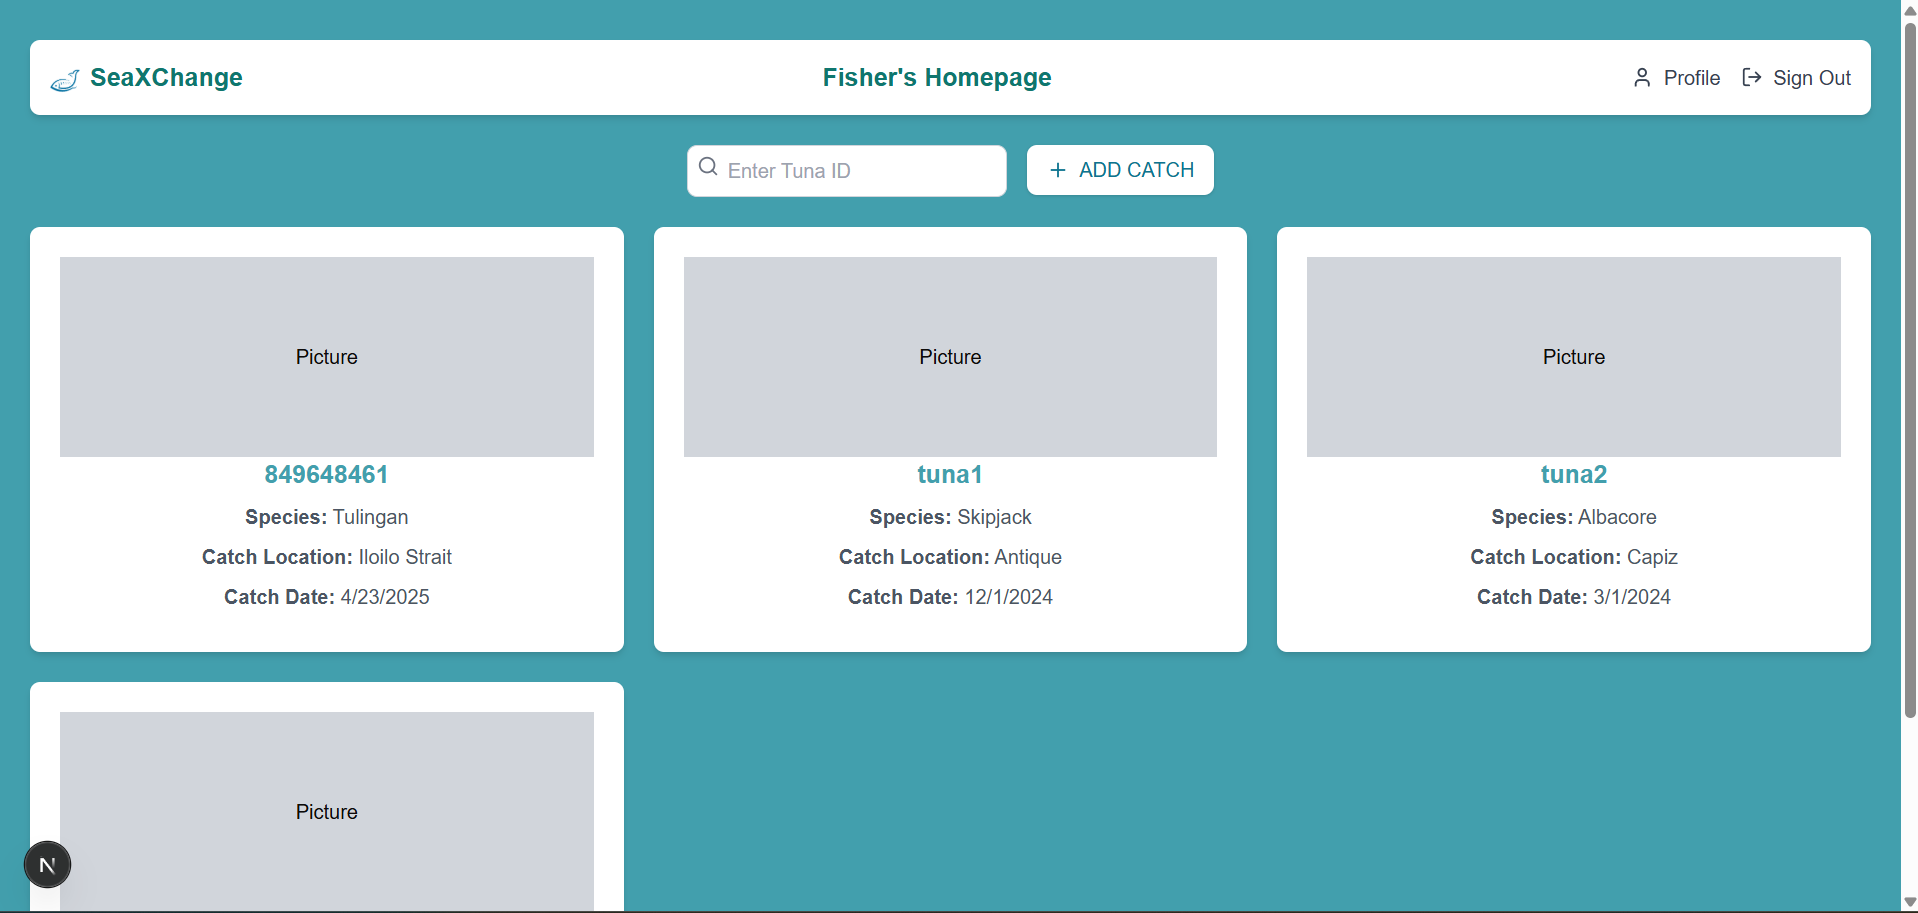 SeaXChange
Fisher's Homepage
Profile
Sign Out
Enter Tuna ID
+ ADD CATCH
Picture
849648461
Species: Tulingan
Catch Location: Iloilo Strait
Catch Date: 4/23/2025
Picture
tuna1
Species: Skipjack
Catch Location: Antique
Catch Date: 12/1/2024
Picture
tuna2
Species: Albacore
Catch Location: Capiz
Catch Date: 3/1/2024
Picture
N